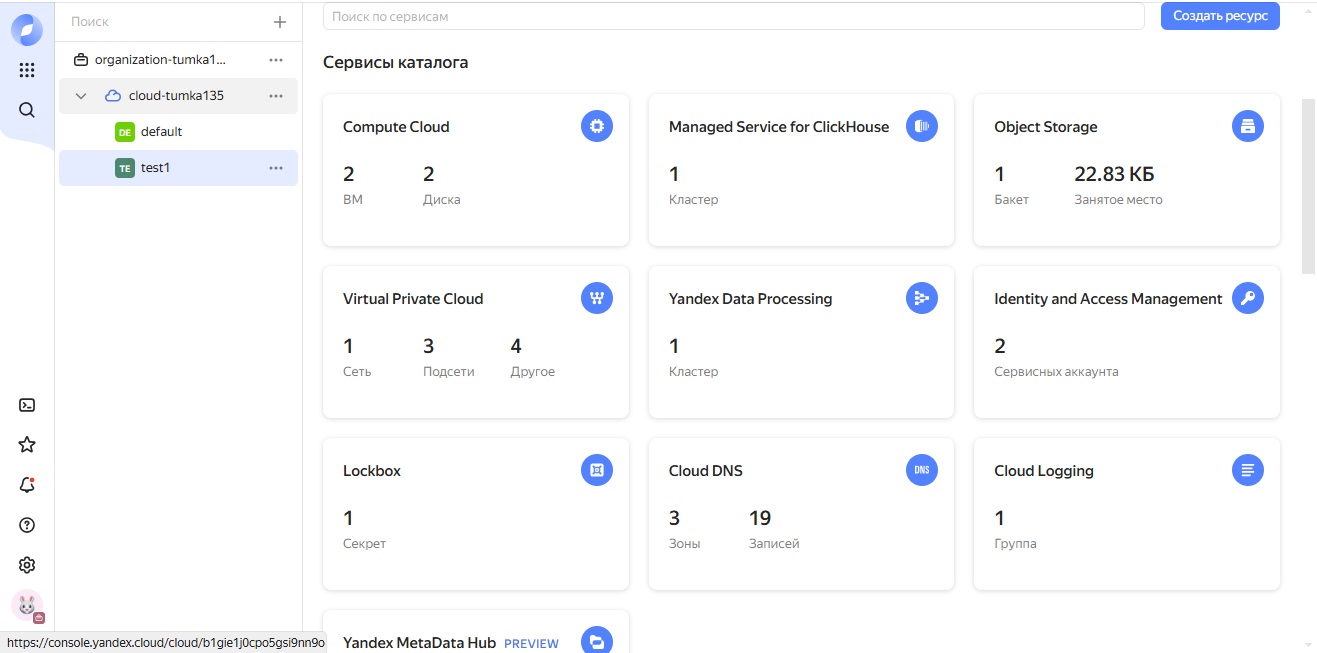 Поиск
organization-tumka1...
cloud-tumka135
DE default
TE test1
Поиск по сервисам
Создать ресурс
Сервисы каталога
Compute Cloud
2 2
ВМ Диска
Managed Service for ClickHouse
1
Кластер
Object Storage
1 22.83 КБ
Бакет Занятое место
Virtual Private Cloud
1 3 4
Сеть Подсети Другое
Yandex Data Processing
1
Кластер
Identity and Access Management
2
Сервисных аккаунта
Lockbox
1
Секрет
Cloud DNS
DNS
3 19
Зоны Записей
Cloud Logging
1
Группа
Yandex MetaData Hub PREVIEW
https://console.yandex.cloud/cloud/b1gie1j0cpo5gsi9nn9o